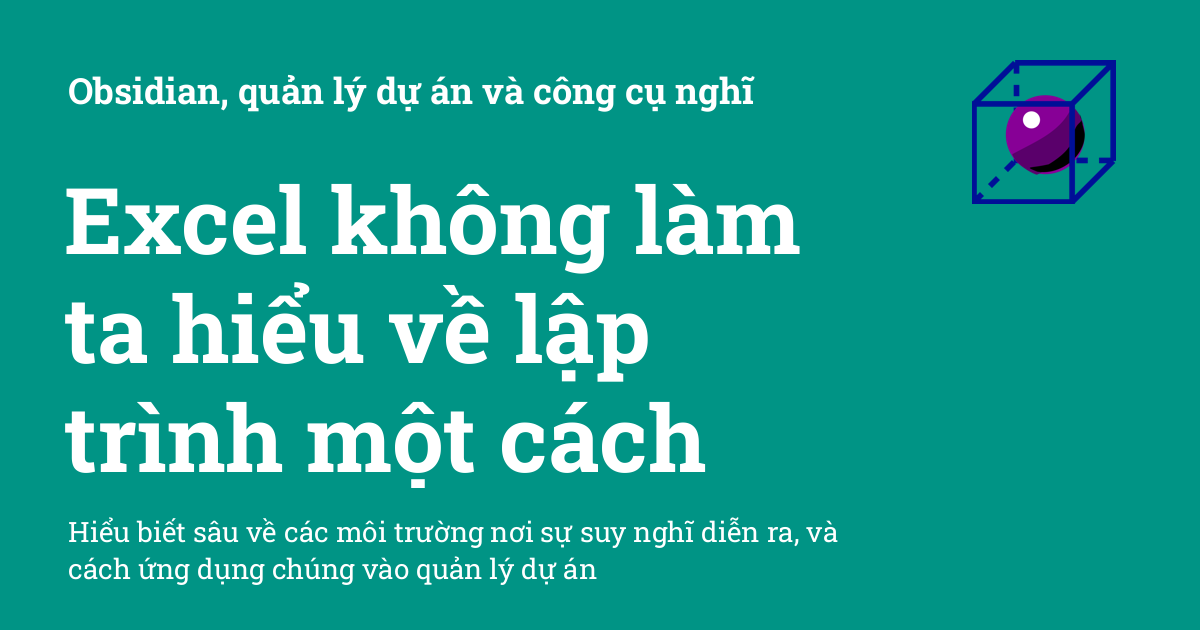 Obsidian, quản lý dự án và công cụ nghĩ
Excel không làm
ta hiểu về lập
trình một cách
Hiểu biết sâu về các môi trường nơi sự suy nghĩ diễn ra, và
cách ứng dụng chúng vào quản lý dự án